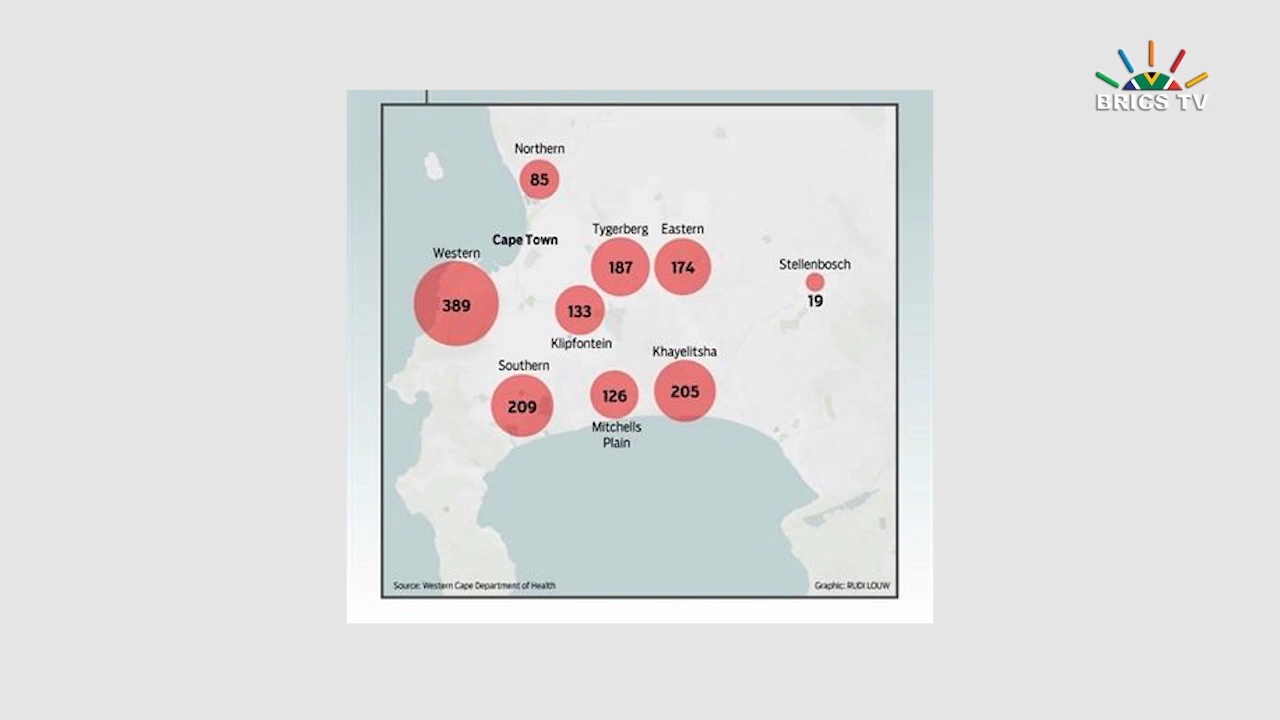 BRICS TV
Northern
85
Cape Town
Western
389
Tygerberg
187
Eastern
174
Stellenbosch
19
133
Klipfontein
Khayelitsha
205
Southern
209
126
Mitchells
Plain
Source: Western Cape Department of Health
Graphic: RUDI LOUW